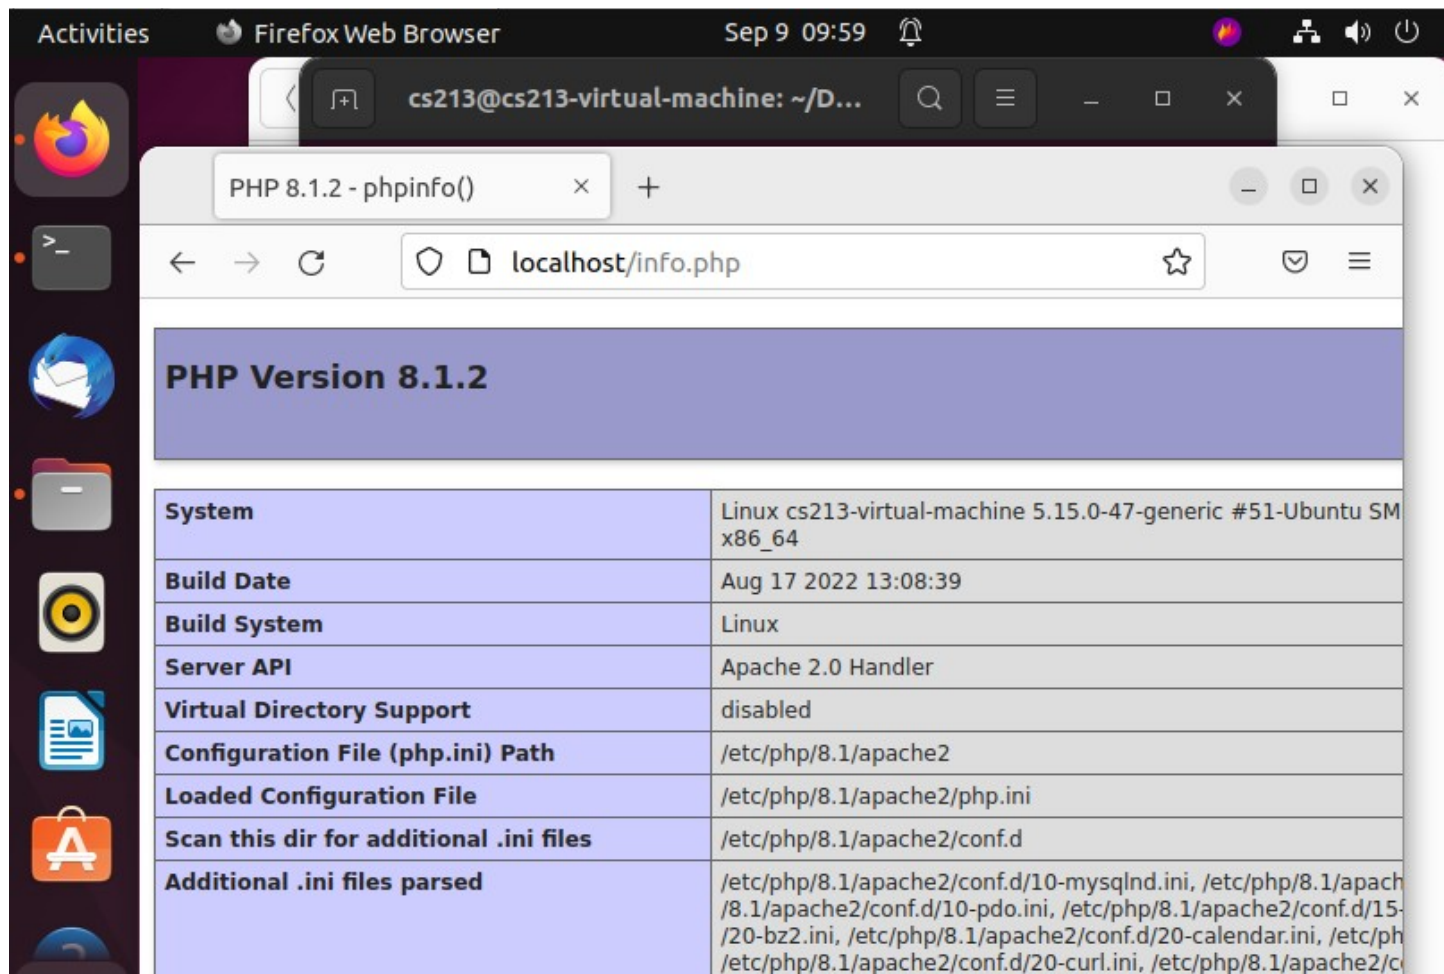 Activities Firefox Web Browser Sep 9 09:59
cs213@cs213-virtual-machine: ~/D...
PHP 8.1.2 - phpinfo()
localhost/info.php
PHP Version 8.1.2
System Linux cs213-virtual-machine 5.15.0-47-generic #51-Ubuntu SM
x86_64
Build Date Aug 17 2022 13:08:39
Build System Linux
Server API Apache 2.0 Handler
Virtual Directory Support disabled
Configuration File (php.ini) Path /etc/php/8.1/apache2
Loaded Configuration File /etc/php/8.1/apache2/php.ini
Scan this dir for additional .ini files /etc/php/8.1/apache2/conf.d
Additional .ini files parsed /etc/php/8.1/apache2/conf.d/10-mysqlnd.ini, /etc/php/8.1/apach
/8.1/apache2/conf.d/10-pdo.ini, /etc/php/8.1/apache2/conf.d/15-
/20-bz2.ini, /etc/php/8.1/apache2/conf.d/20-calendar.ini, /etc/ph
/etc/php/8.1/apache2/conf.d/20-curl.ini, /etc/php/8.1/apache2/c